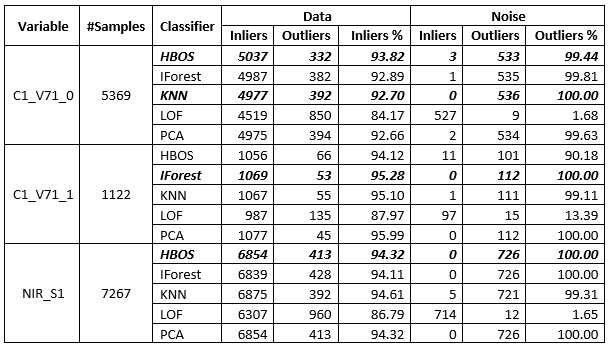 Variable #Samples Classifier Data Noise
Inliers Outliers Inliers % Inliers Outliers Outliers %
C1_V71_0 5369 HBOS 5037 332 93.82 3 533 99.44
IForest 4987 382 92.89 1 535 99.81
KNN 4977 392 92.70 0 536 100.00
LOF 4519 850 84.17 527 9 1.68
PCA 4975 394 92.66 2 534 99.63
C1_V71_1 1122 HBOS 1056 66 94.12 11 101 90.18
IForest 1069 53 95.28 0 112 100.00
KNN 1067 55 95.10 1 111 99.11
LOF 987 135 87.97 97 15 13.39
PCA 1077 45 95.99 0 112 100.00
NIR_S1 7267 HBOS 6854 413 94.32 0 726 100.00
IForest 6839 428 94.11 0 726 100.00
KNN 6875 392 94.61 5 721 99.31
LOF 6307 960 86.79 714 12 1.65
PCA 6854 413 94.32 0 726 100.00